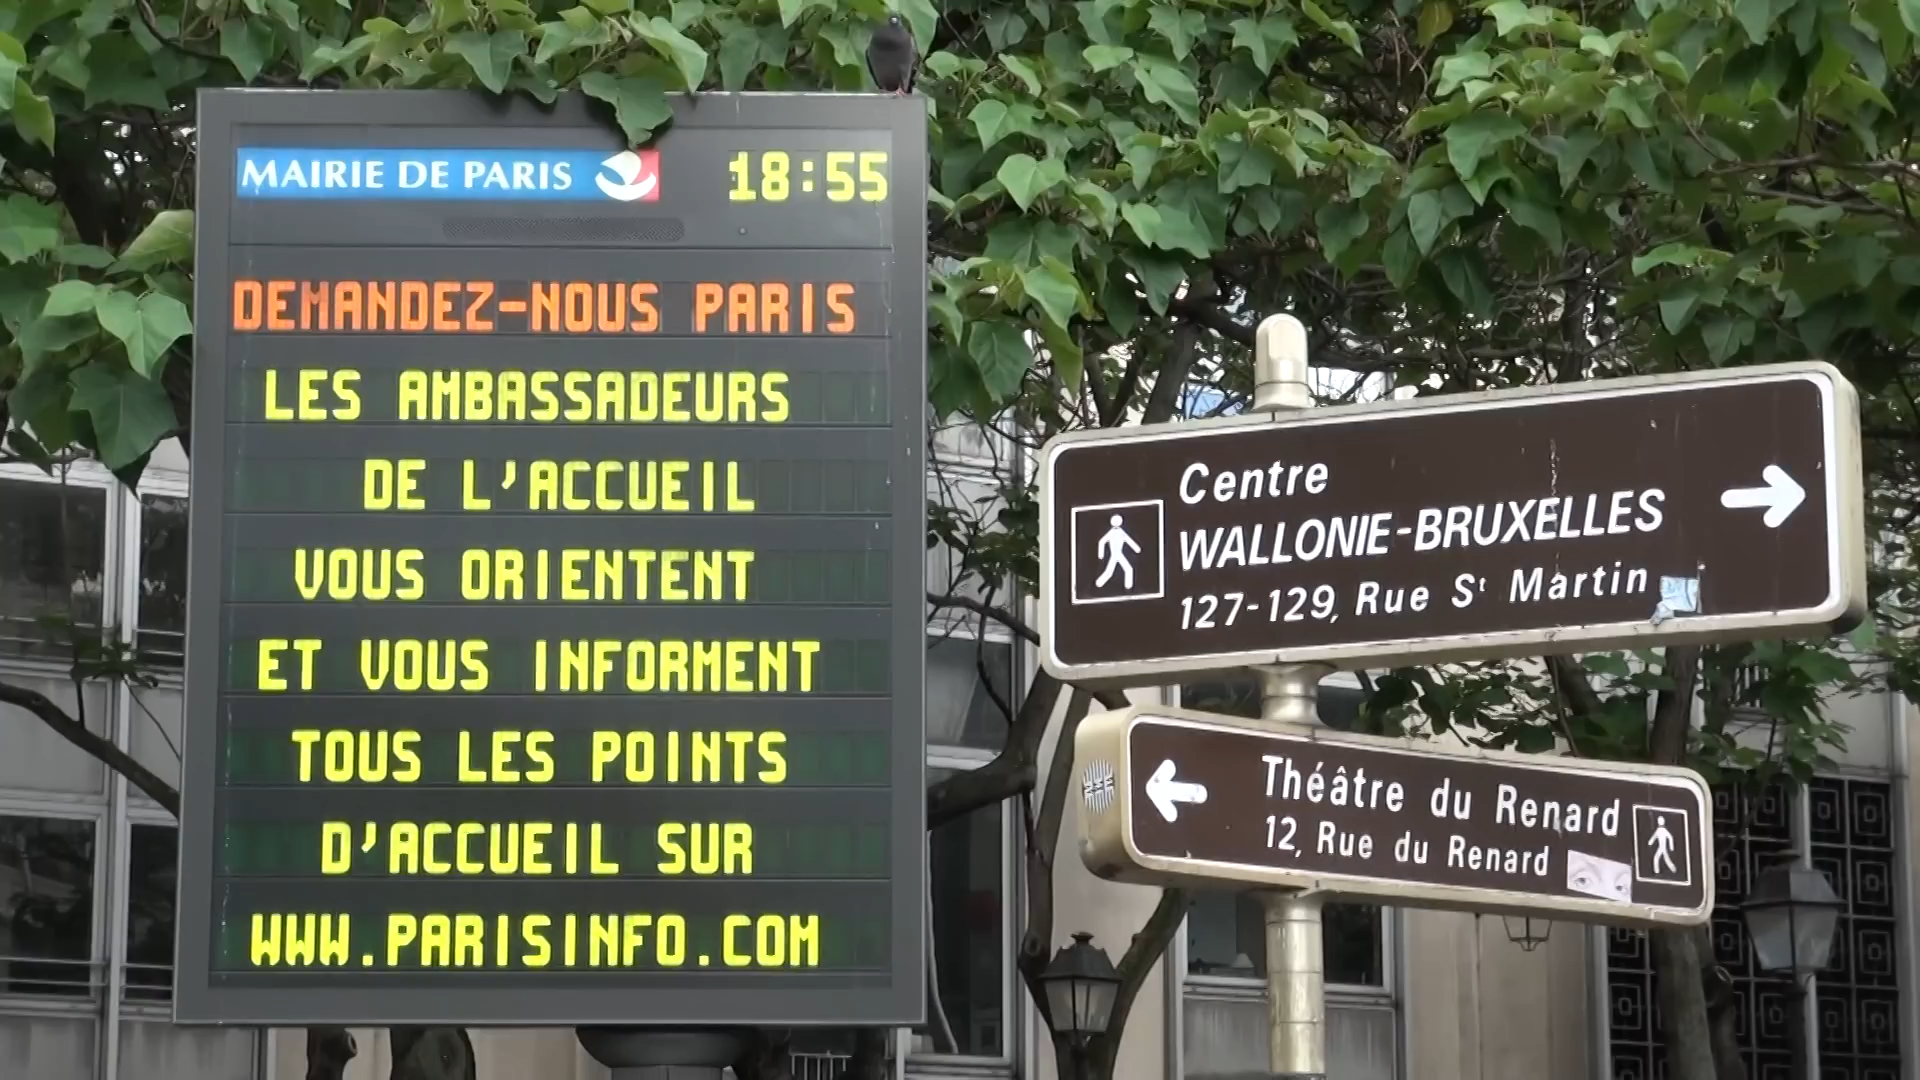 MAIRIE DE PARIS
18:55
DEMANDEZ-NOUS PARIS
LES AMBASSADEURS
DE L'ACCUEIL
VOUS ORIENTENT
ET VOUS INFORMENT
TOUS LES POINTS
D'ACCUEIL SUR
WWW.PARISINFO.COM
Centre
WALLONIE-BRUXELLES
127-129, Rue St Martin
Théâtre du Renard
12, Rue du Renard